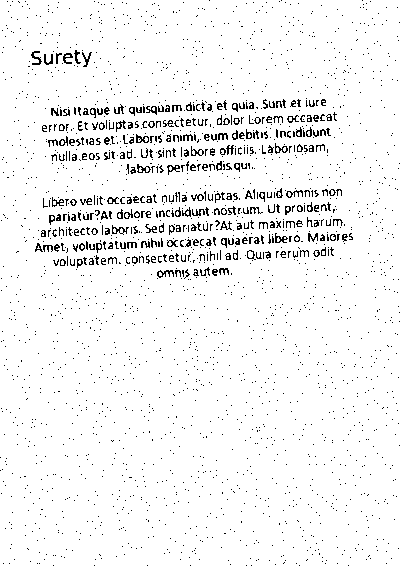 Surety
Nisi Itaque ut quisquam dicta et quia. Sunt et iure
error. Et voluptas consectetur, dolor Lorem occaecat
molestias et. Laboris animi, eum debitis. Incididunt
nulla eos sit ad. Ut sint labore officiis. Laboriosam,
laboris perferendis qui.
Libero velit occaecat nulla voluptas. Aliquid omnis non
pariatur?At dolore incididunt nostrum. Ut proident,
architecto laboris. Sed pariatur?At aut maxime harum.
Amet, voluptatum nihil occaecat quaerat libero. Maiores
voluptatem. consectetur, nihil ad. Quia rerum odit
omnis autem.